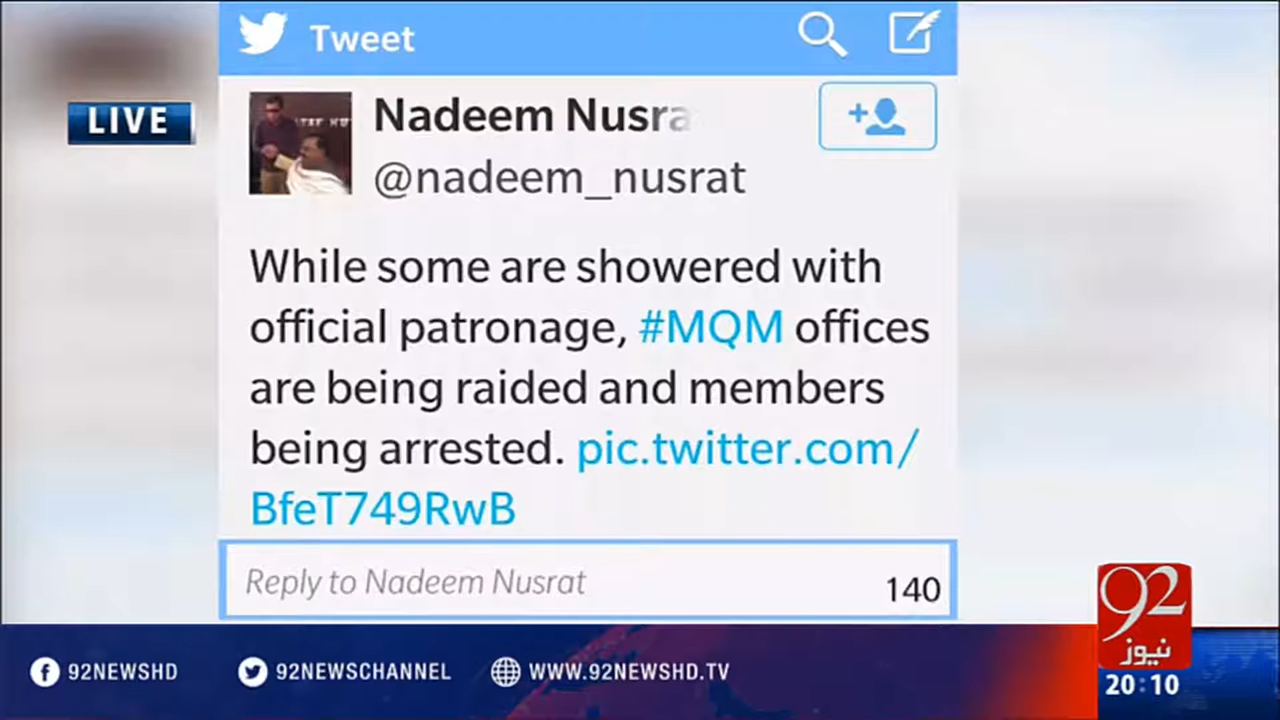 Tweet
LIVE
Nadeem Nusra
@nadeem_nusrat
While some are showered with
official patronage, #MQM offices
are being raided and members
being arrested. pic.twitter.com/
BfeT749RwB
Reply to Nadeem Nusrat
140
92
نیوز
92NEWSHD
92NEWSCHANNEL
WWW.92NEWSHD.TV
20:10